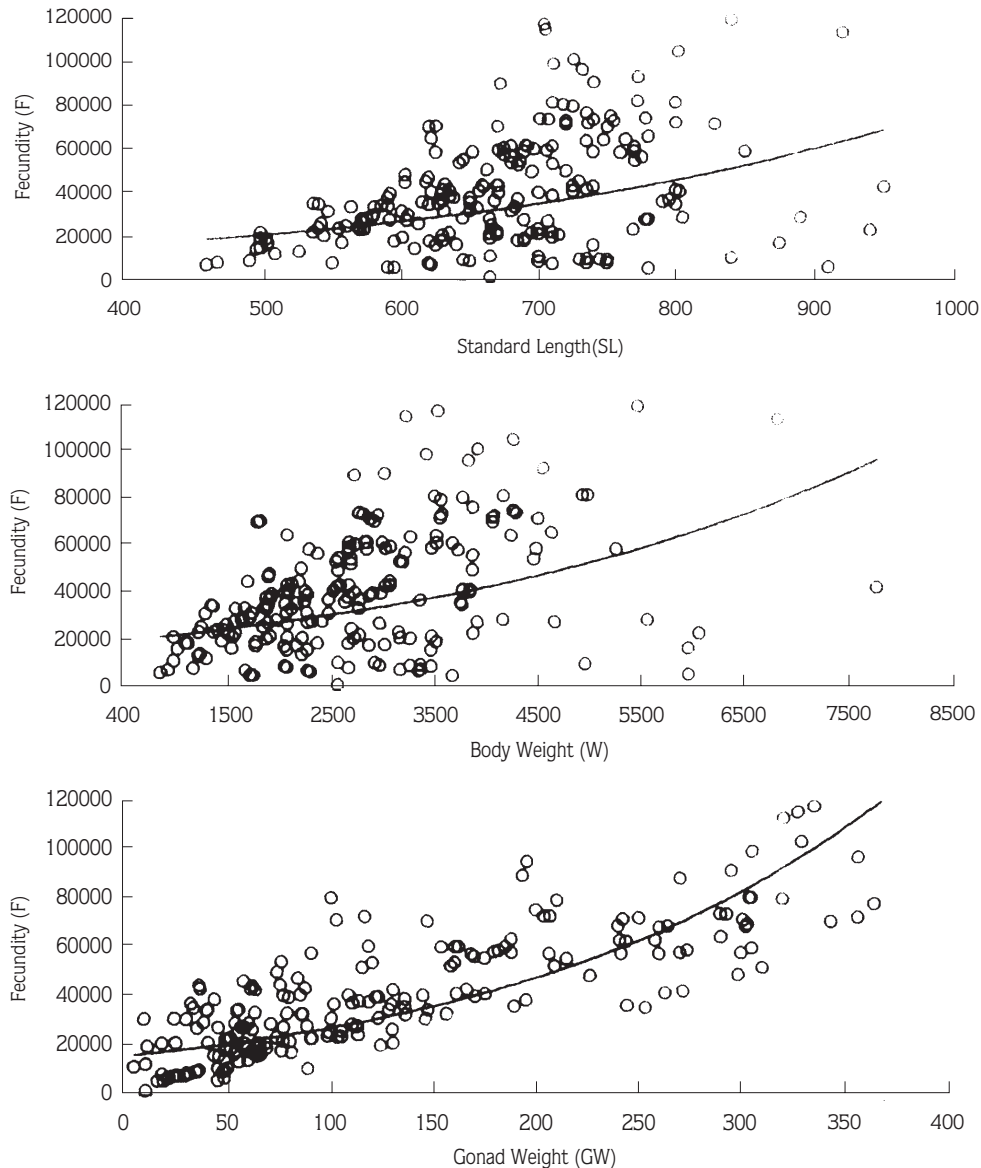 120000
100000
80000
60000
40000
20000
0
Fecundity (F)
400 500 600 700 800 900 1000
Standard Length(SL)
120000
100000
80000
60000
40000
20000
0
Fecundity (F)
400 1500 2500 3500 4500 5500 6500 7500 8500
Body Weight (W)
120000
100000
80000
60000
40000
20000
0
Fecundity (F)
0 50 100 150 200 250 300 350 400
Gonad Weight (GW)